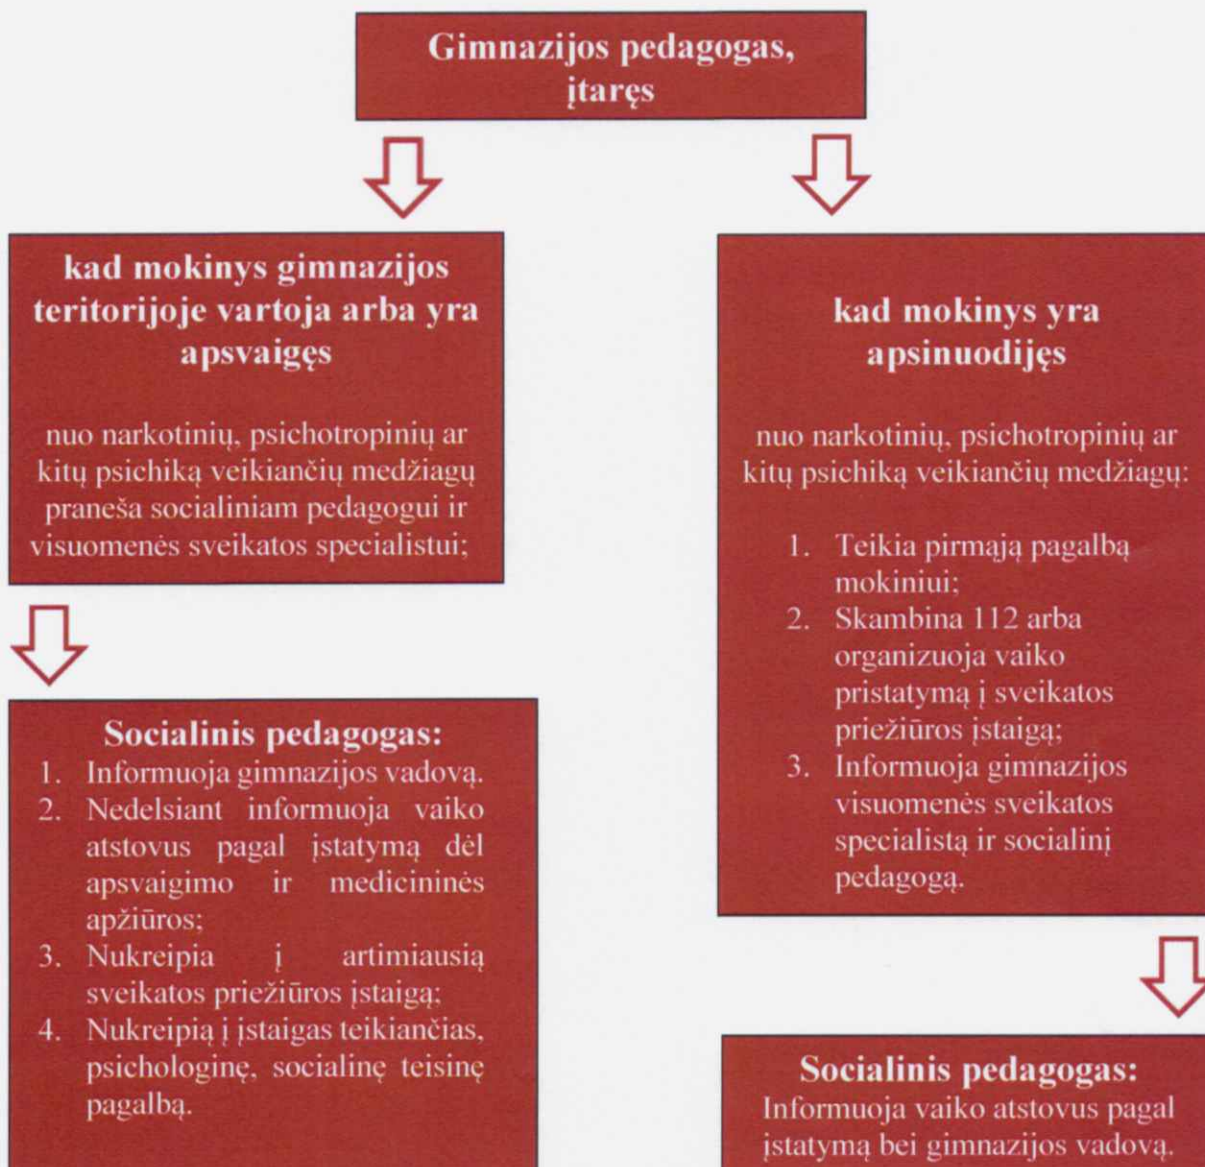 Gimnazijos pedagogas,
įtaręs
kad mokinys gimnazijos
teritorijoje vartoja arba yra
apsvaigęs
nuo narkotinių, psichotropinių ar
kitų psichiką veikiančių medžiagų
praneša socialiniam pedagogui ir
visuomenės sveikatos specialistui;
Socialinis pedagogas:
1. Informuoja gimnazijos vadovą.
2. Nedelsiant informuoja vaiko
atstovus pagal įstatymą dėl
apsvaigimo ir medicininės
apžiūros;
3. Nukreipia į artimiausią
sveikatos priežiūros įstaigą;
4. Nukreipią į įstaigas teikiančias,
psichologinę, socialinę teisinę
pagalbą.
kad mokinys yra
apsinuodijęs
nuo narkotinių, psichotropinių ar
kitų psichiką veikiančių medžiagų:
1. Teikia pirmąją pagalbą
mokiniui;
2. Skambina 112 arba
organizuoja vaiko
pristatymą į sveikatos
priežiūros įstaigą;
3. Informuoja gimnazijos
visuomenės sveikatos
specialistą ir socialinį
pedagogą.
Socialinis pedagogas:
Informuoja vaiko atstovus pagal
įstatymą bei gimnazijos vadovą.